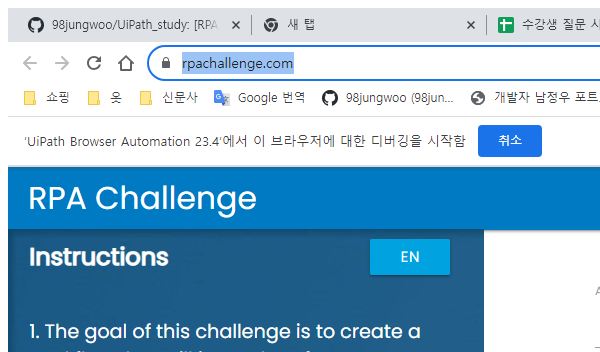 98jungwoo/UiPath_study: [RPA
새 탭
수강생 질문 시
rpachallenge.com
쇼핑
옷
신문사
Google 번역
98jungwoo (98jun...
개발자 남정우 포트
'UiPath Browser Automation 23.4'에서 이 브라우저에 대한 디버깅을 시작함
취소
RPA Challenge
Instructions
EN
1. The goal of this challenge is to create a